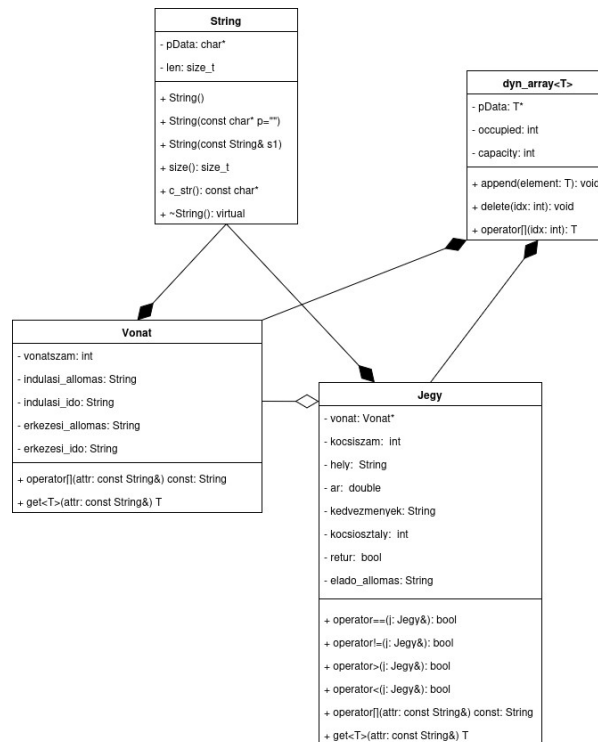 String
- pData: char*
- len: size_t
+ String()
+ String(const char* p="")
+ String(const String& s1)
+ size(): size_t
+ c_str(): const char*
+ ~String(): virtual
dyn_array<T>
- pData: T*
- occupied: int
- capacity: int
+ append(element: T): void
+ delete(idx: int): void
+ operator[](idx: int): T
Vonat
- vonatszam: int
- indulasi_allomas: String
- indulasi_ido: String
- erkezesi_allomas: String
- erkezesi_ido: String
+ operator[](attr: const String&) const: String
+ get<T>(attr: const String&) T
Jegy
- vonat: Vonat*
- kocsiszam: int
- hely: String
- ar: double
- kedvezmenyek: String
- kocsiosztaly: int
- retur: bool
- elado_allomas: String
+ operator==(j: Jegy&): bool
+ operator!=(j: Jegy&): bool
+ operator>(j: Jegy&): bool
+ operator<(j: Jegy&): bool
+ operator[](attr: const String&) const: String
+ get<T>(attr: const String&) T